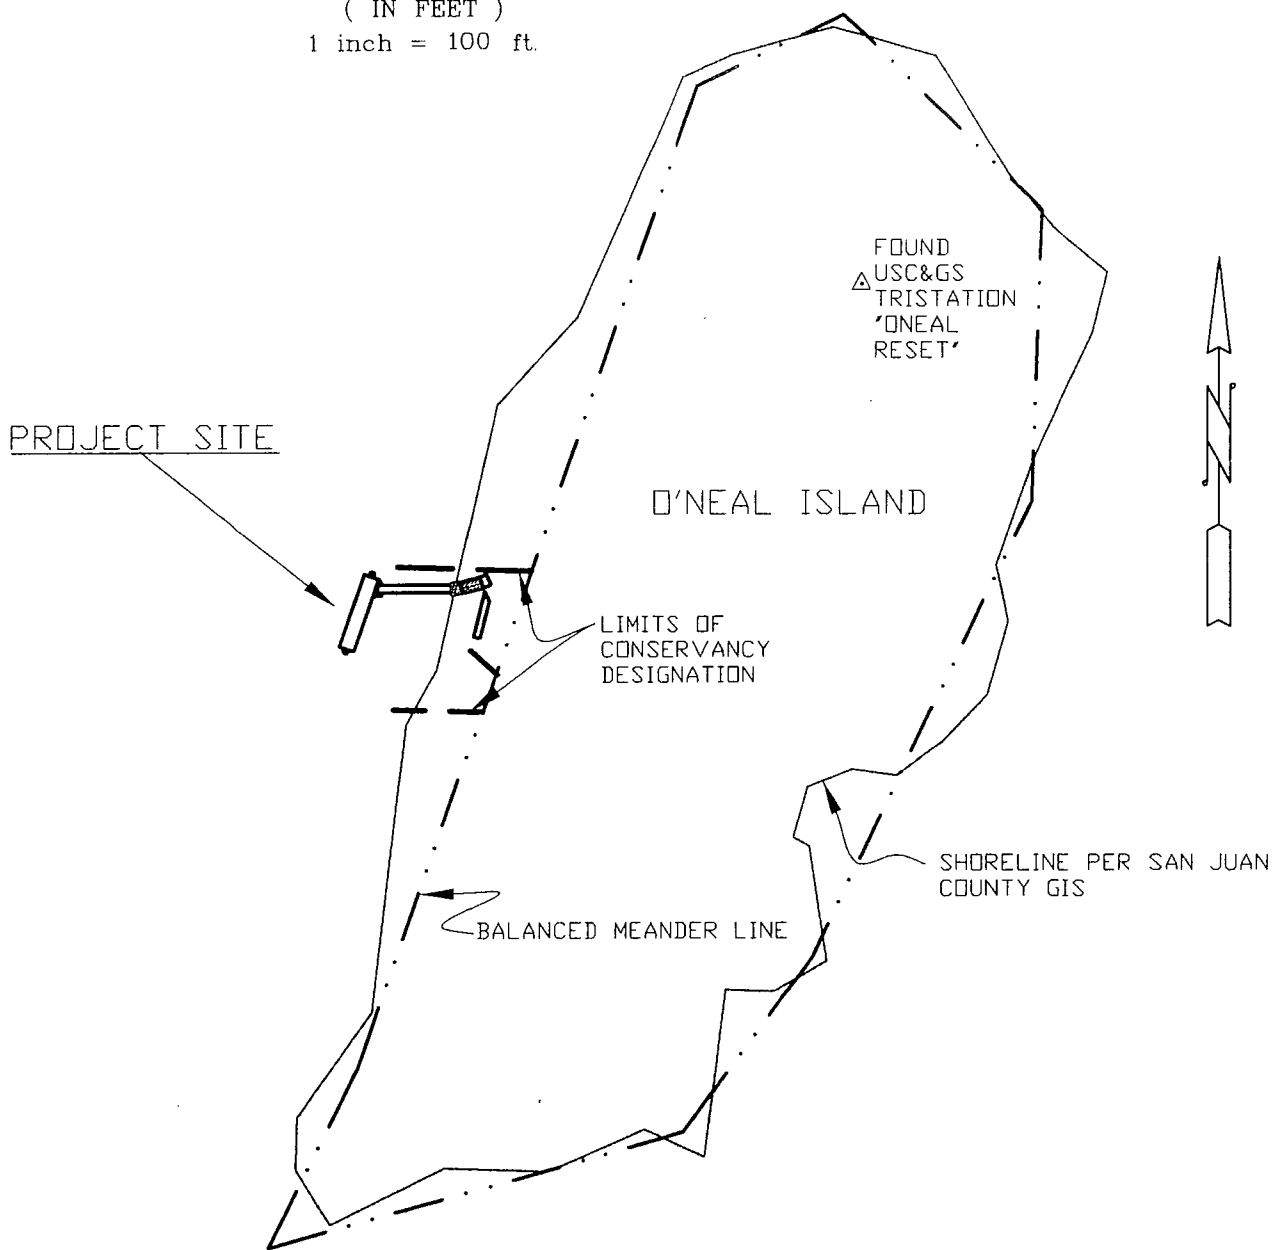 ( IN FEET )
1 inch = 100 ft.
FOUND
USC&GS
TRISTATION
'ONEAL
RESET'
N
PROJECT SITE
O'NEAL ISLAND
LIMITS OF
CONSERVANCY
DESIGNATION
SHORELINE PER SAN JUAN
COUNTY GIS
BALANCED MEANDER LINE